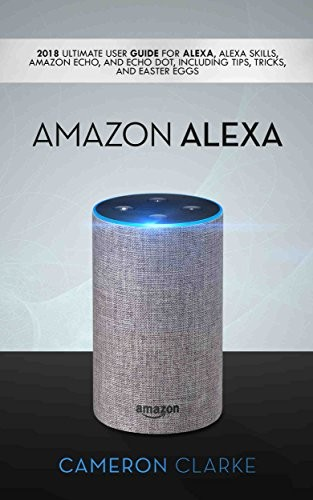 2018 ULTIMATE USER GUIDE FOR ALEXA, ALEXA SKILLS,
AMAZON ECHO, AND ECHO DOT, INCLUDING TIPS, TRICKS,
AND EASTER EGGS
AMAZON ALEXA
amazon
CAMERON CLARKE